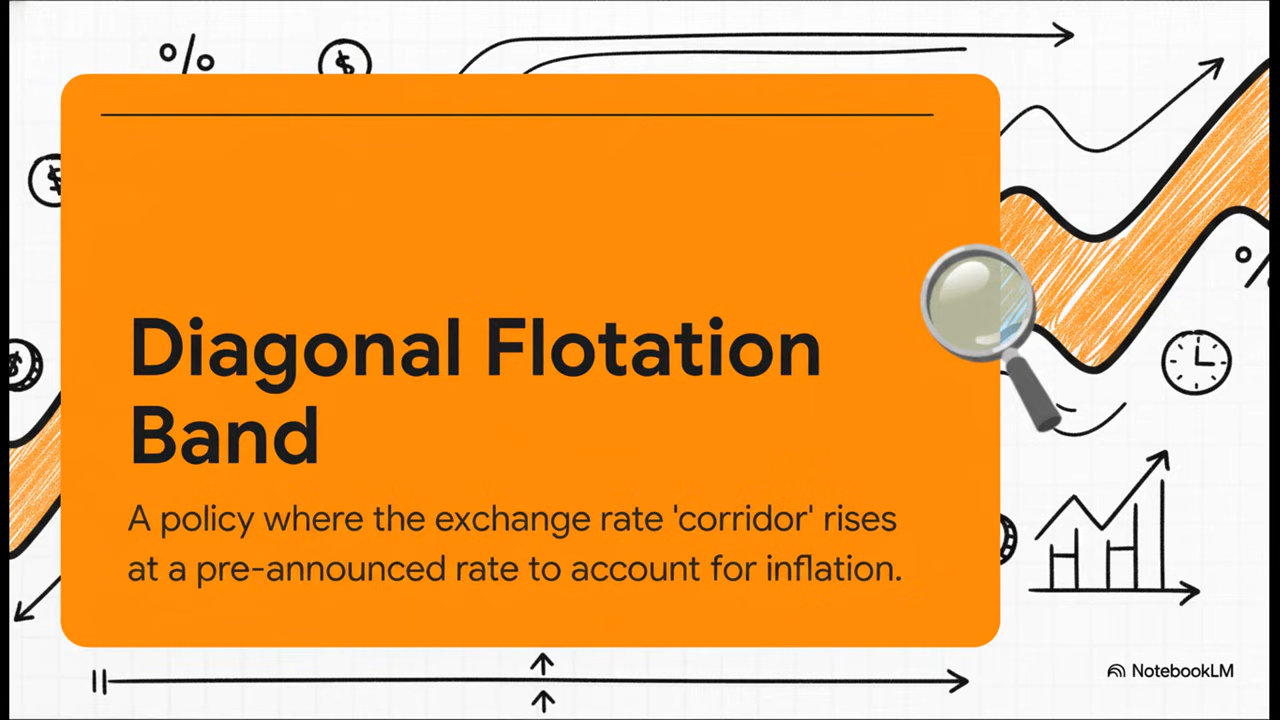 Diagonal Flotation
Band
A policy where the exchange rate 'corridor' rises
at a pre-announced rate to account for inflation.
%
$
$
$
%
NotebookLM